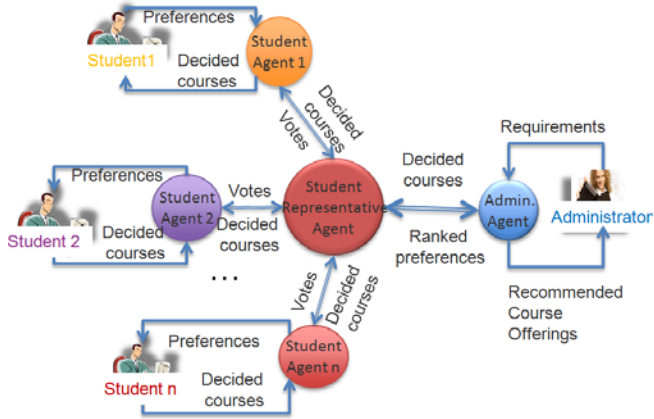 Preferences
Student1
Decided
courses
Student
Agent 1
Decided
courses
Votes
Requirements
Preferences
Student 2
Decided
courses
Student
Agent 2
Votes
Decided
courses
Student
Representative
Agent
Decided
courses
Ranked
preferences
Admin.
Agent
Administrator
...
Votes
Decided
courses
Recommended
Course
Offerings
Preferences
Student n
Decided
courses
Student
Agent n